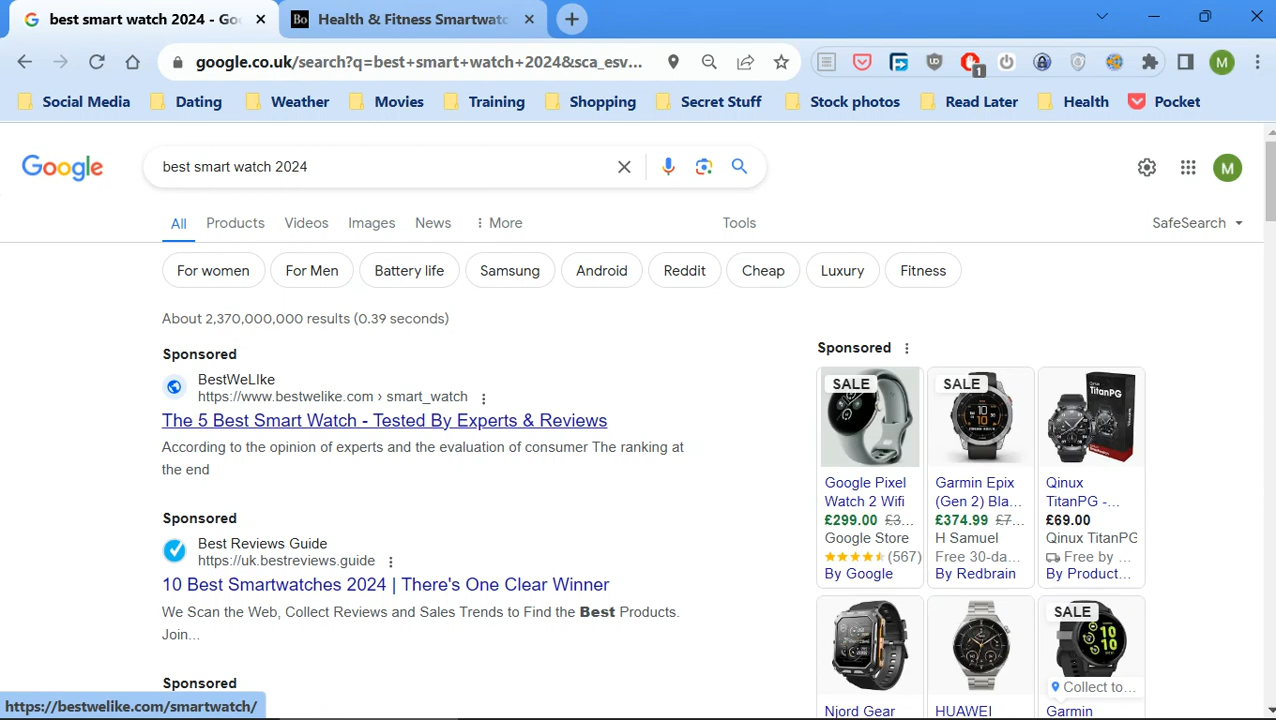 best smart watch 2024 - Goo
Bo Health & Fitness Smartwatc
google.co.uk/search?q=best+smart+watch+2024&sca_esv...
1
M
Social Media
Dating
Weather
Movies
Training
Shopping
Secret Stuff
Stock photos
Read Later
Health
Pocket
Google
best smart watch 2024
M
All
Products
Videos
Images
News
More
Tools
SafeSearch
For women
For Men
Battery life
Samsung
Android
Reddit
Cheap
Luxury
Fitness
About 2,370,000,000 results (0.39 seconds)
Sponsored
BestWeLIke
https://www.bestwelike.com › smart_watch
The 5 Best Smart Watch - Tested By Experts & Reviews
According to the opinion of experts and the evaluation of consumer The ranking at
the end
Sponsored
Best Reviews Guide
https://uk.bestreviews.guide
10 Best Smartwatches 2024 | There's One Clear Winner
We Scan the Web, Collect Reviews and Sales Trends to Find the Best Products.
Join...
Sponsored
https://bestwelike.com/smartwatch/
Sponsored
SALE
Google Pixel
Watch 2 Wifi
£299.00 £3...
Google Store
(567)
By Google
SALE
Garmin Epix
(Gen 2) Bla...
£374.99 £7...
H Samuel
Free 30-da...
By Redbrain
TitanPG
Qinux
TitanPG -...
£69.00
Qinux TitanPG
Free by ...
By Product...
Njord Gear
HUAWEI
SALE
10
10
Collect to...
Garmin